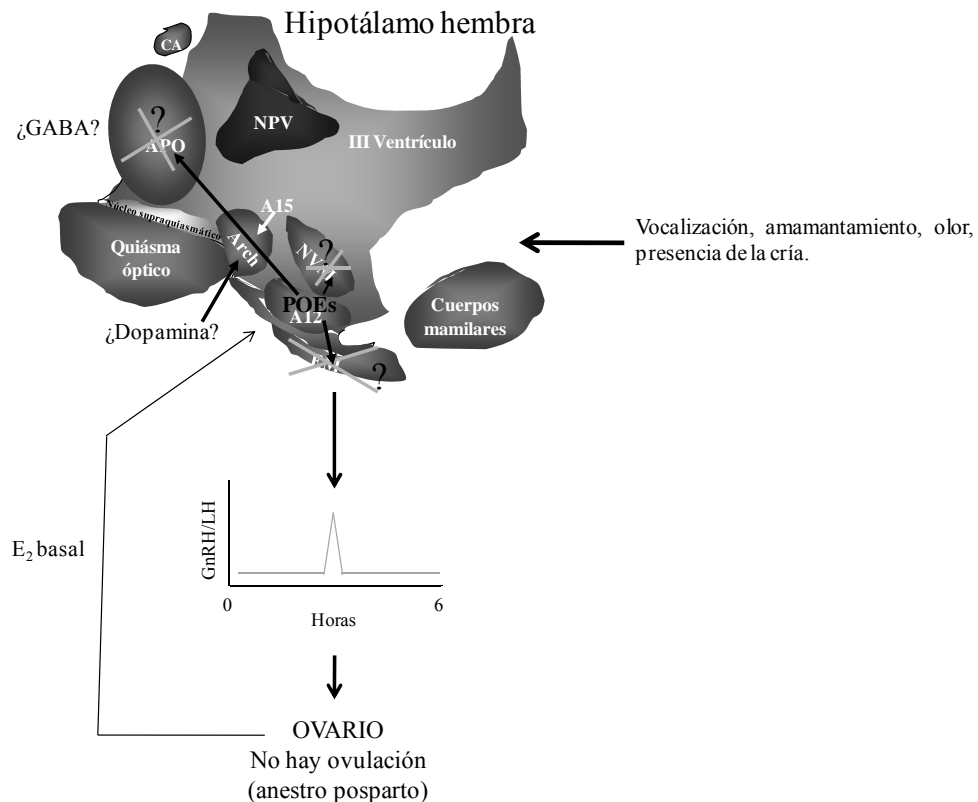 Hipotálamo hembra
CA
¿GABA?
?
APO
NPV
III Ventrículo
Núcleo supraquiasmático
A15
Arch
?
Quiásma
óptico
POEs
A12
Cuerpos
mamilares
¿Dopamina?
?
Vocalización, amamantamiento, olor,
presencia de la cría.
E₂ basal
GnRH/LH
0
6
Horas
OVARIO
No hay ovulación
(anestro posparto)